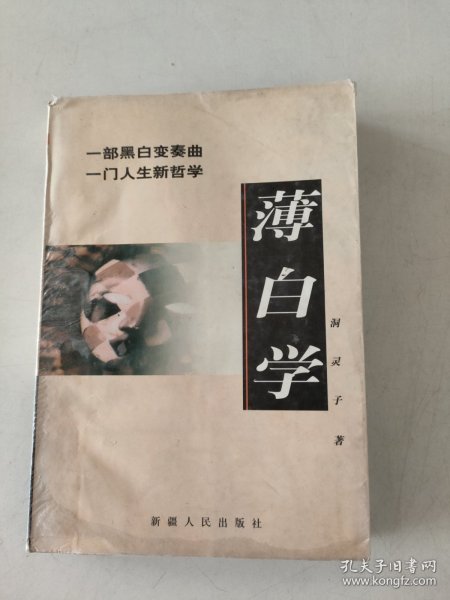 一部黑白变奏曲
一门人生新哲学
薄白学
洞灵子著
新疆人民出版社
孔夫子旧书网
www.kongfz.com